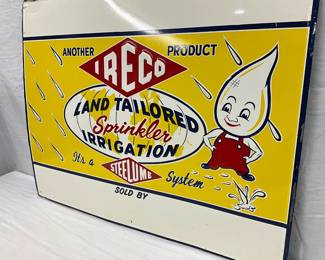 ANOTHER PRODUCT
IRECO
LAND TAILORED
Sprinkler
IRRIGATION
It's a STEELUME System
SOLD BY